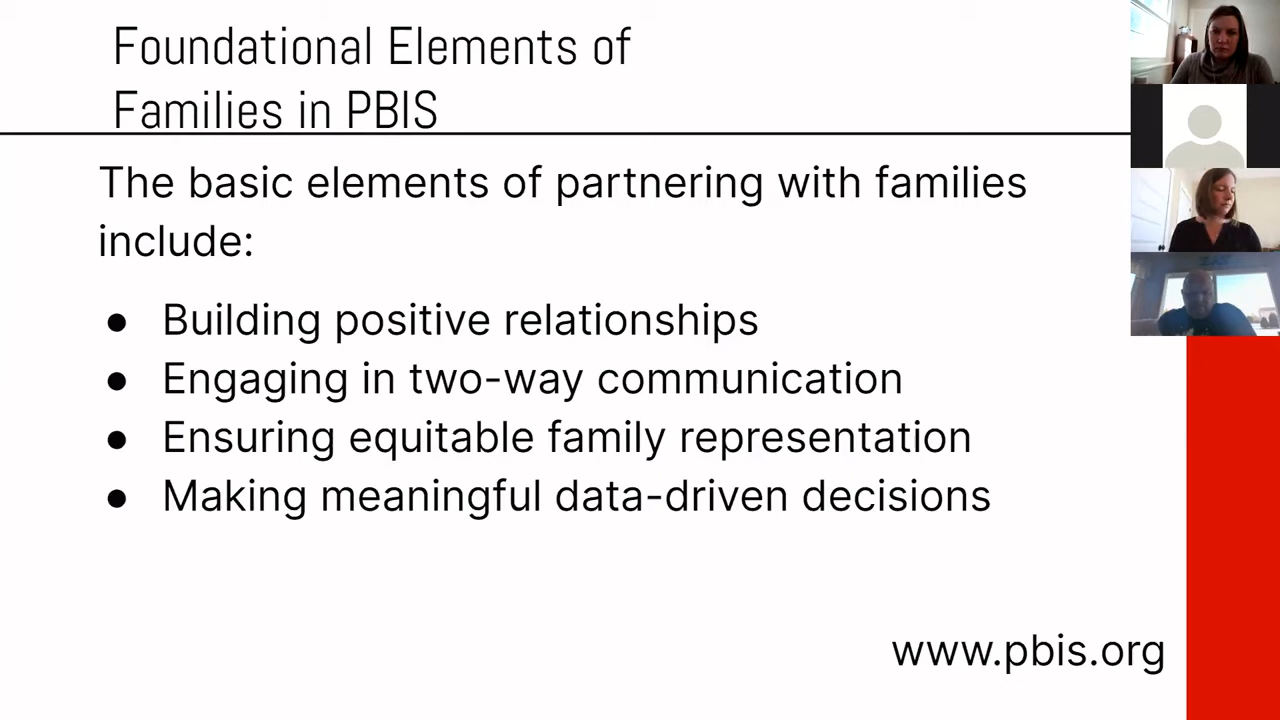 Foundational Elements of
Families in PBIS
The basic elements of partnering with families
include:
● Building positive relationships
● Engaging in two-way communication
● Ensuring equitable family representation
● Making meaningful data-driven decisions
www.pbis.org